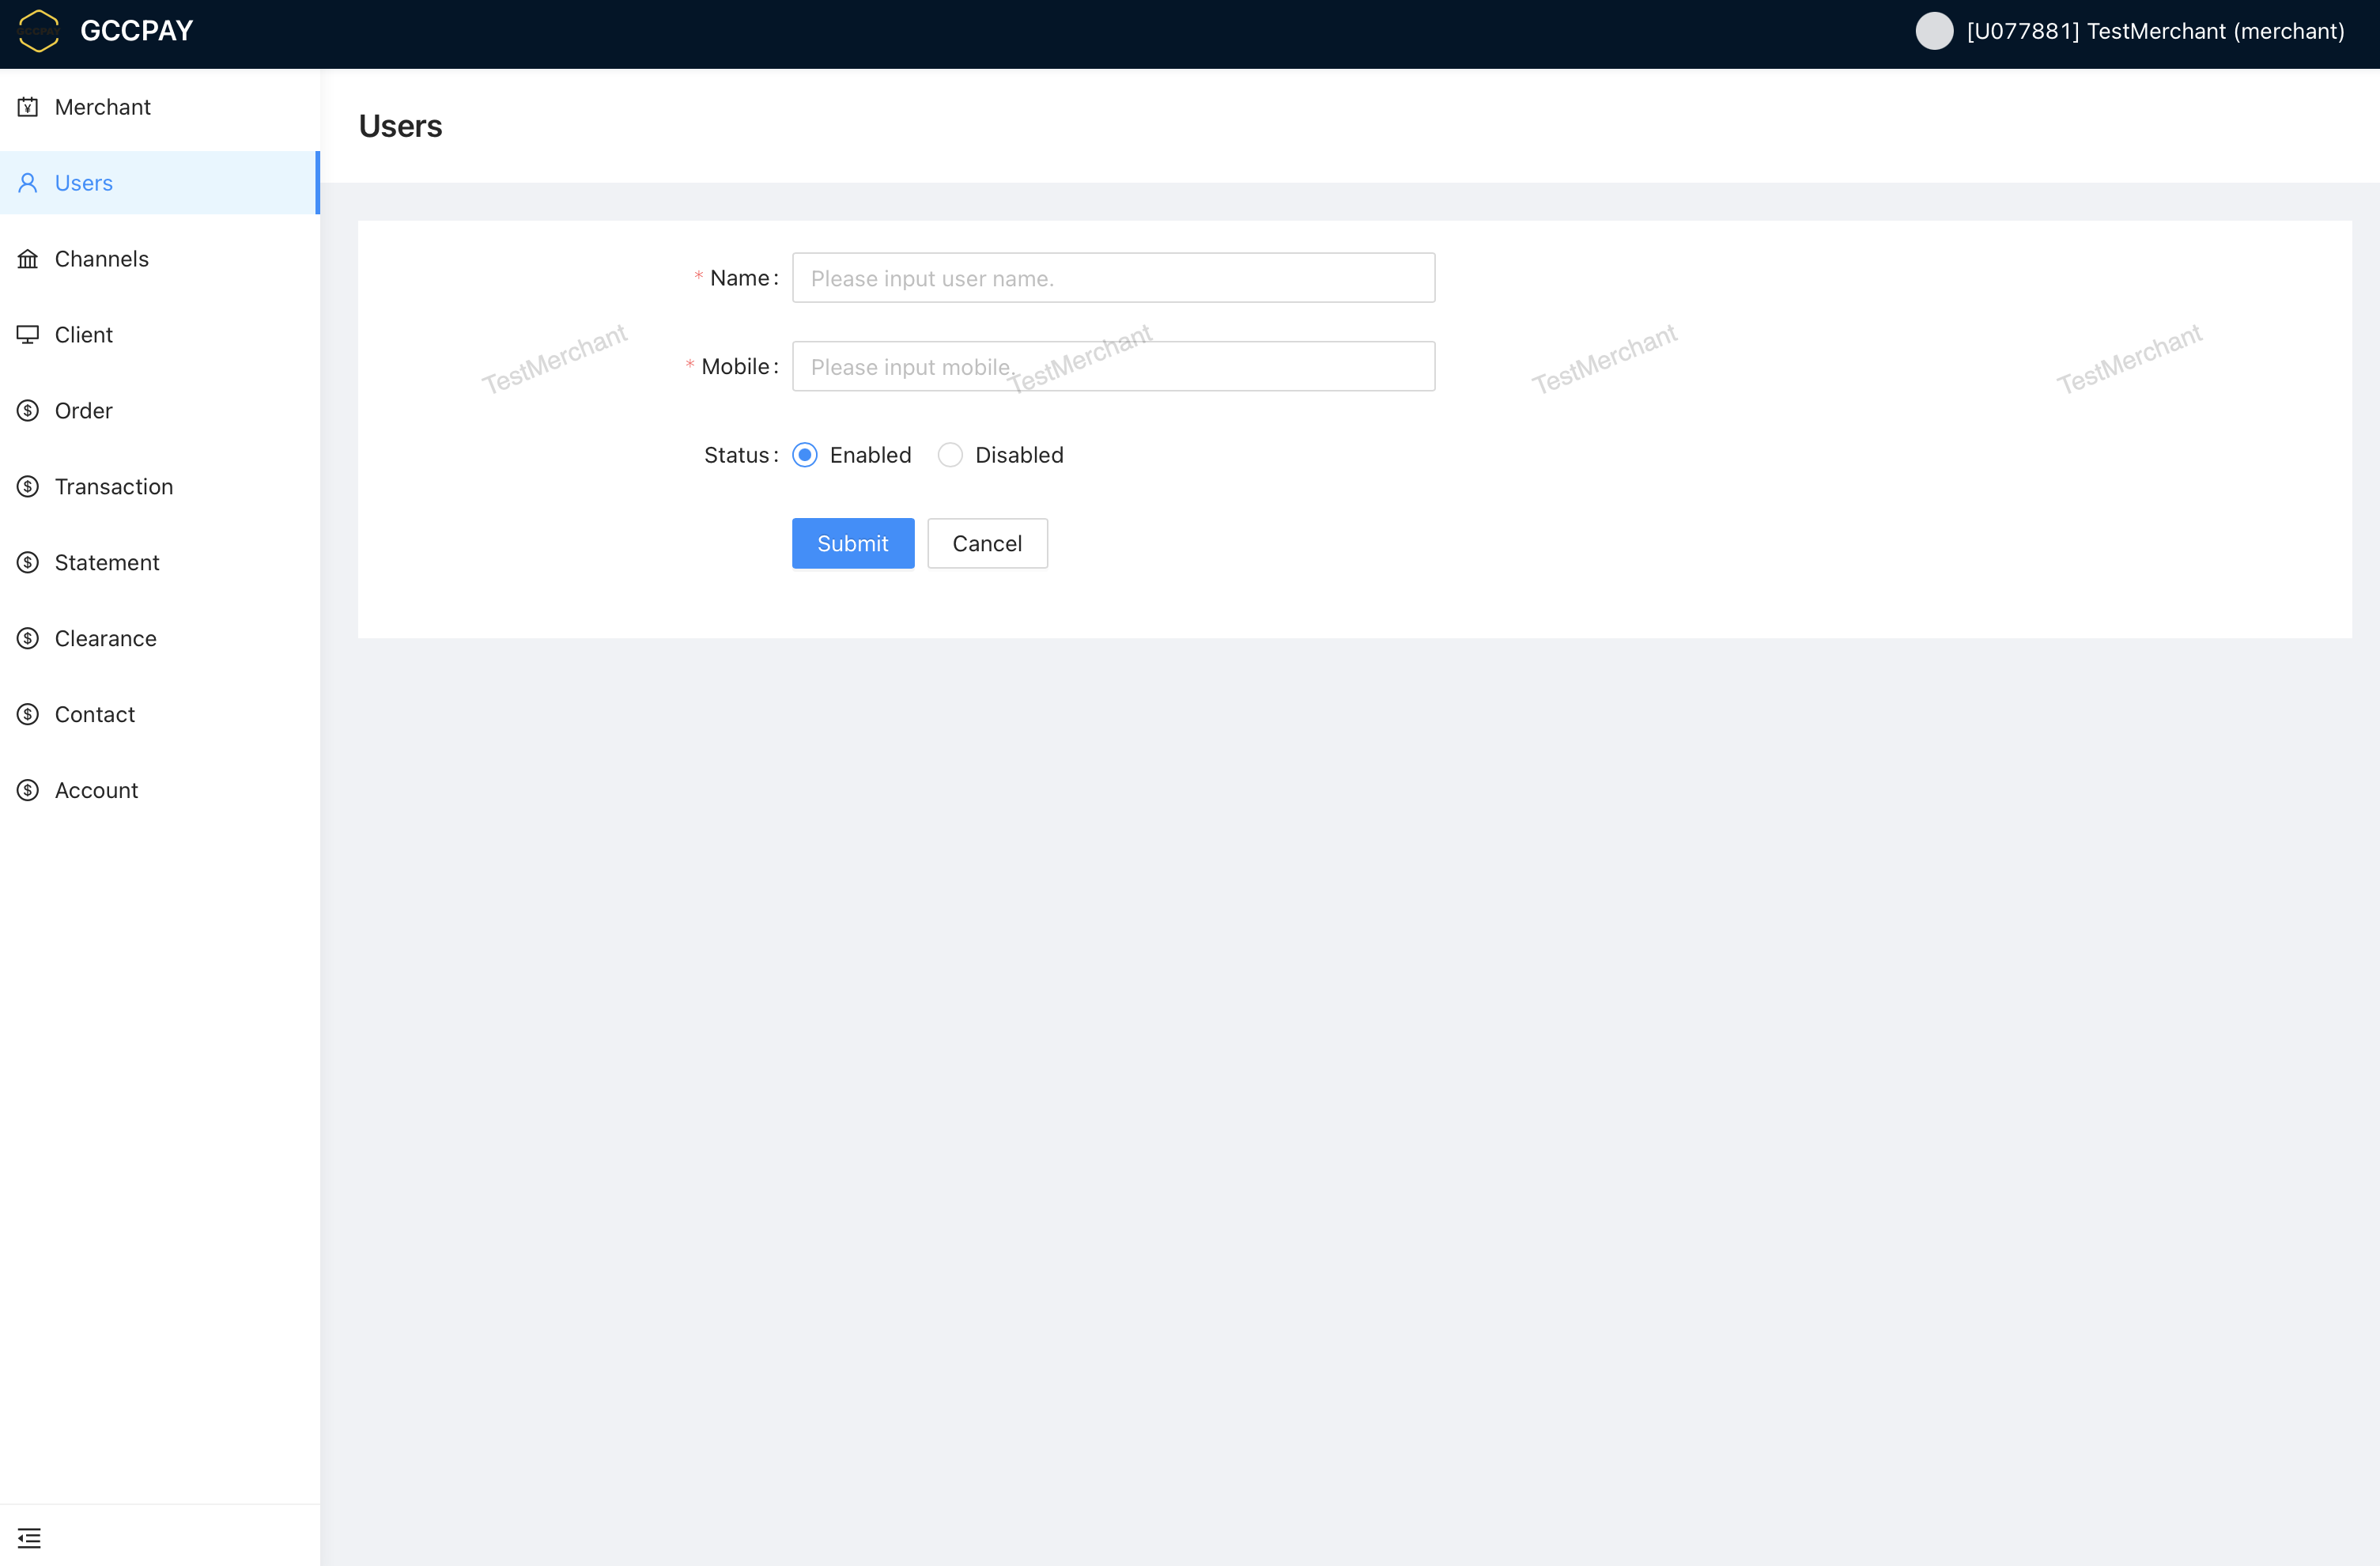 GCCPAY
[U077881] TestMerchant (merchant)
Merchant
Users
Channels
Client
Order
Transaction
Statement
Clearance
Contact
Account
Users
* Name:
Please input user name.
* Mobile:
Please input mobile.
Status:
Enabled
Disabled
Submit
Cancel
TestMerchant
TestMerchant
TestMerchant
TestMerchant